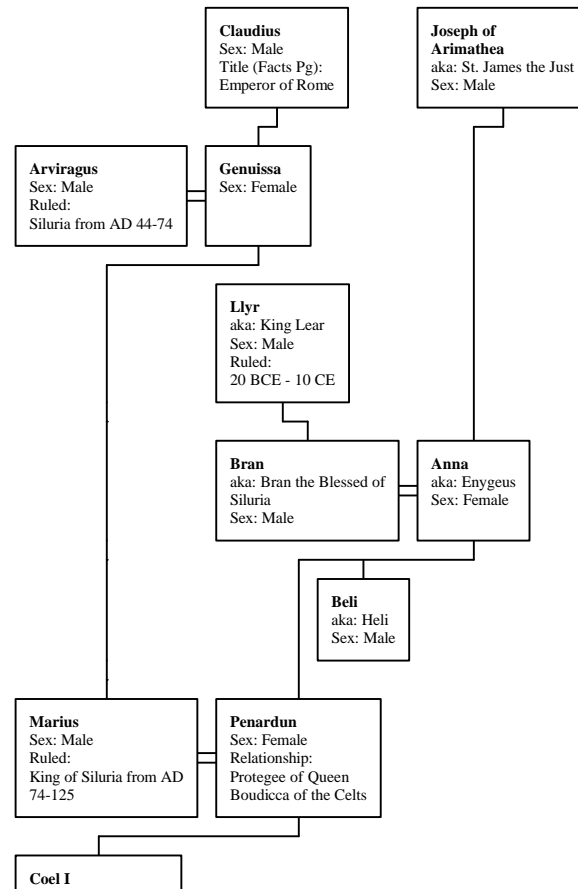 Claudius
Sex: Male
Title (Facts Pg):
Emperor of Rome
Joseph of
Arimathea
aka: St. James the Just
Sex: Male
Arviragus
Sex: Male
Ruled:
Siluria from AD 44-74
Genuissa
Sex: Female
Llyr
aka: King Lear
Sex: Male
Ruled:
20 BCE - 10 CE
Bran
aka: Bran the Blessed of
Siluria
Sex: Male
Anna
aka: Enygeus
Sex: Female
Beli
aka: Heli
Sex: Male
Marius
Sex: Male
Ruled:
King of Siluria from AD
74-125
Penardun
Sex: Female
Relationship:
Protegee of Queen
Boudicca of the Celts
Coel I